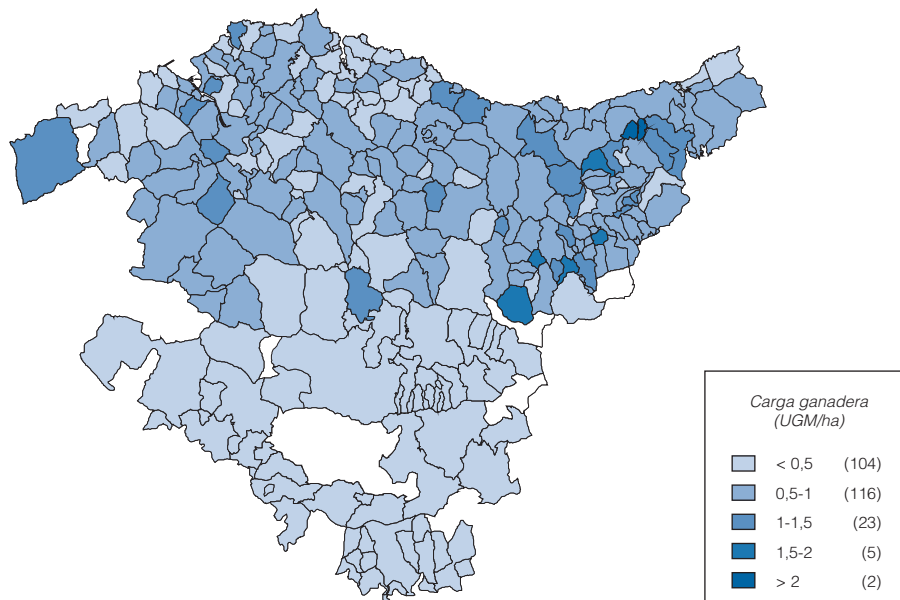 Carga ganadera
(UGM/ha)
< 0,5 (104)
0,5-1 (116)
1-1,5 (23)
1,5-2 (5)
> 2 (2)